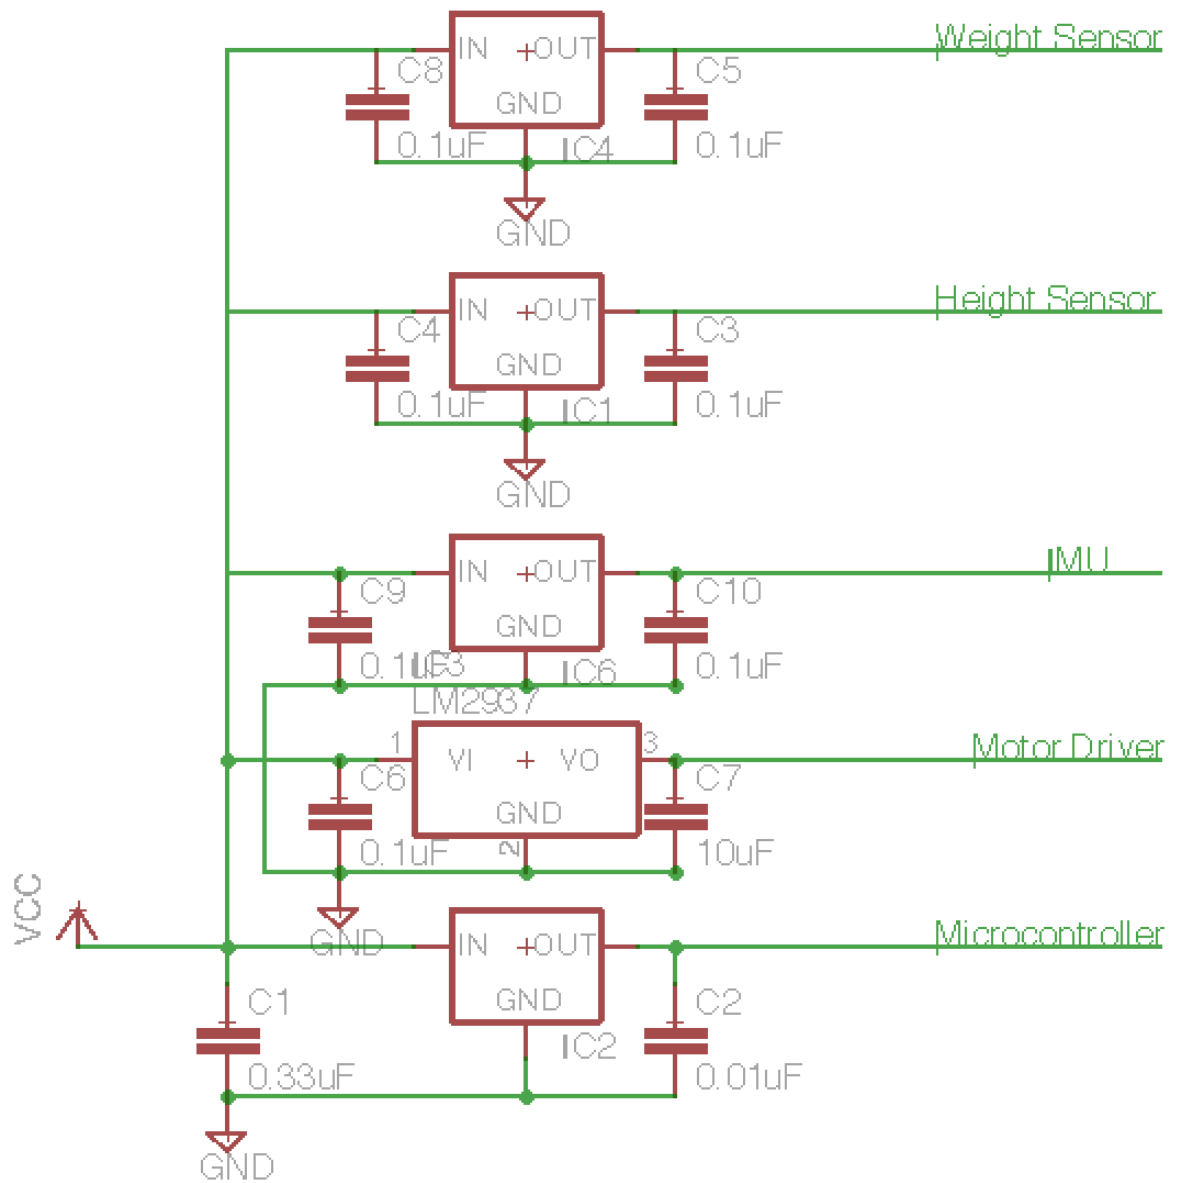 Weight Sensor
IN
OUT
C8
C5
GND
0.1uF
IC4
0.1uF
GND
Height Sensor
IN
OUT
C4
C3
GND
0.1uF
IC1
0.1uF
GND
IMU
IN
OUT
C9
C10
GND
0.1uF
IC3
IC6
0.1uF
LM2937
Motor Driver
1
3
VI
VO
C6
C7
GND
0.1uF
2
10uF
VCC
Microcontroller
GND
IN
OUT
C1
GND
C2
IC2
0.33uF
0.01uF
GND